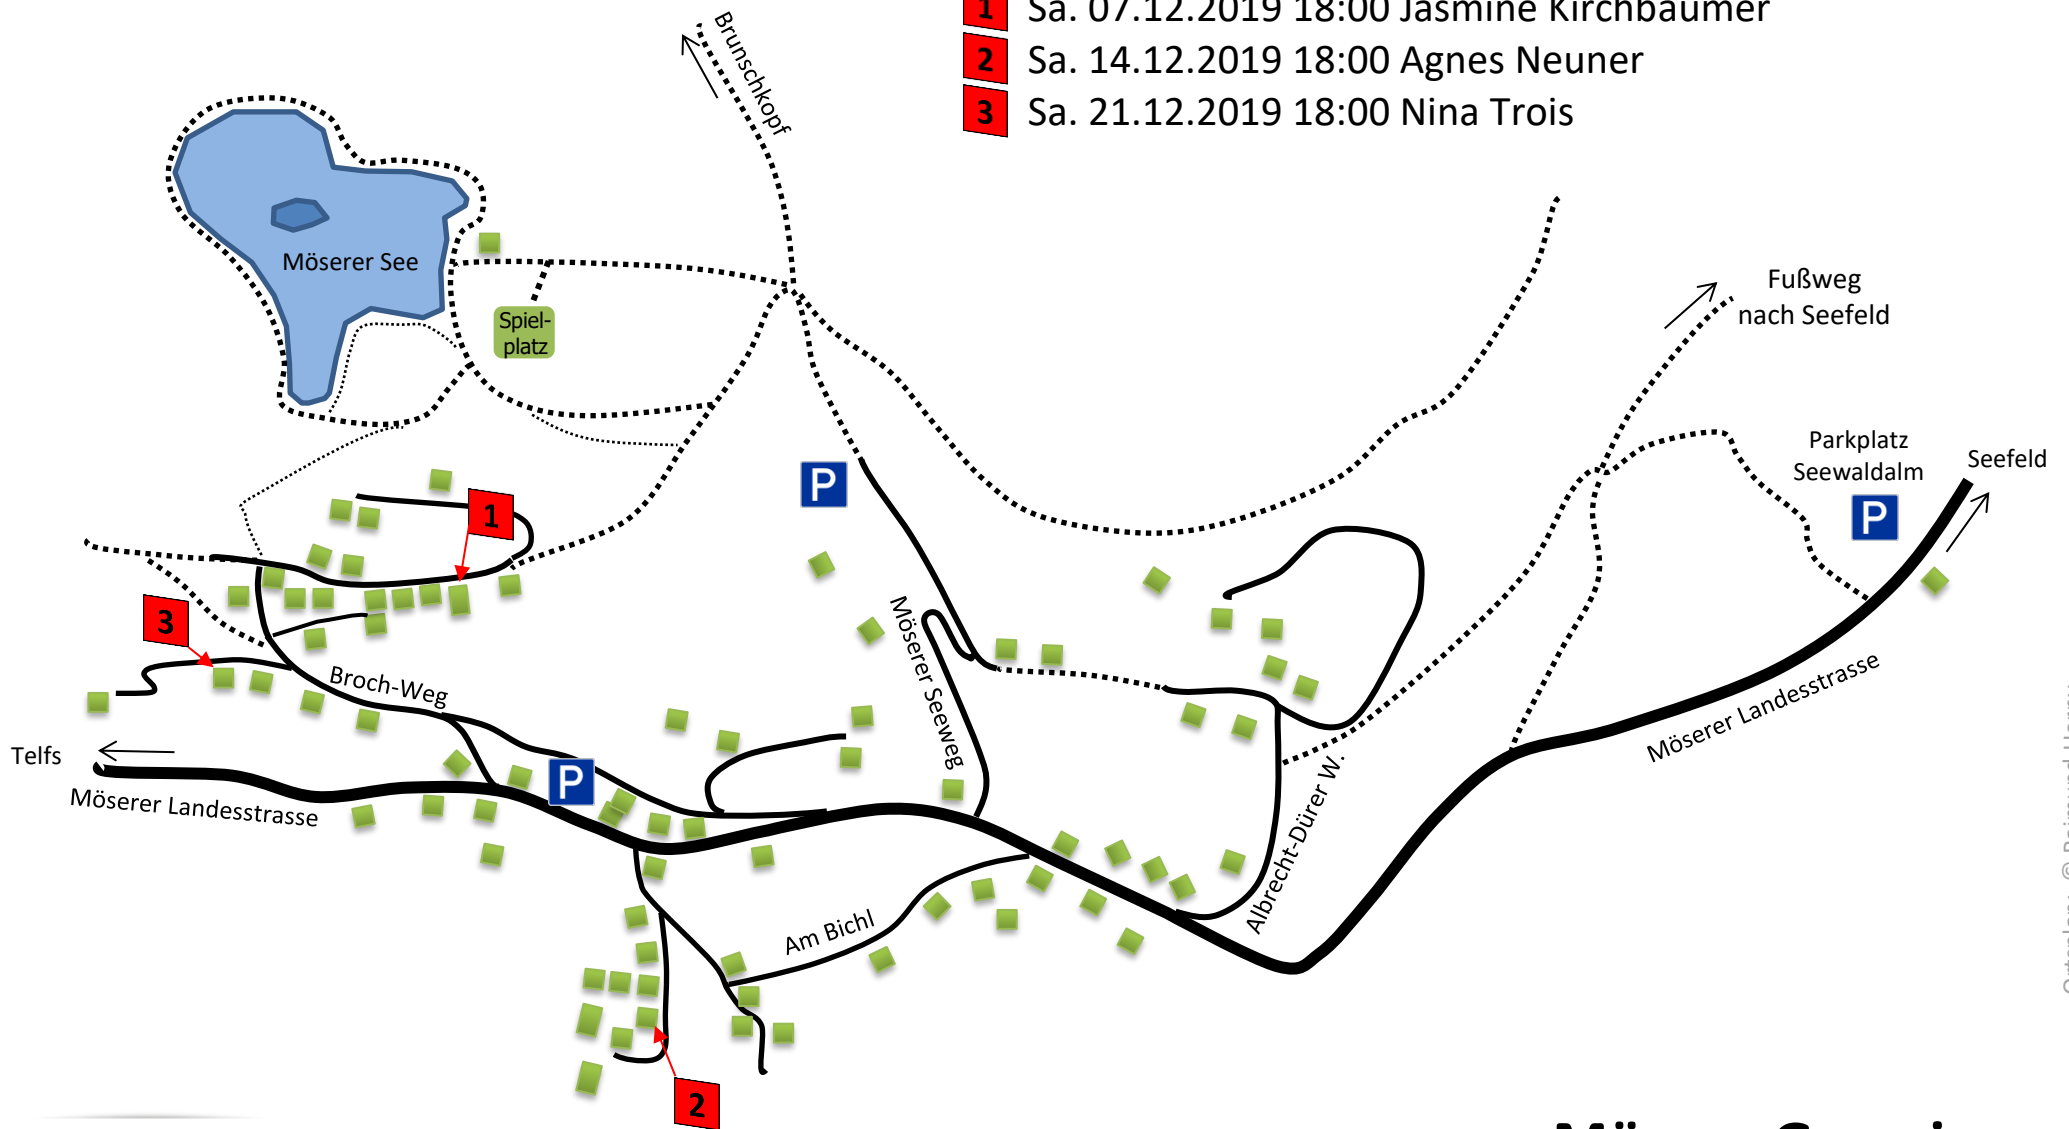 1 Sa. 07.12.2019 18:00 Jasmine Kirchbaumer
2 Sa. 14.12.2019 18:00 Agnes Neuner
3 Sa. 21.12.2019 18:00 Nina Trois
Brunschkopf
Möserer See
Spiel-
platz
Fußweg
nach Seefeld
Parkplatz
Seewaldalm
P
Seefeld
P
1
3
Broch-Weg
Möserer Seeweg
Möserer Landesstrasse
Telfs
Möserer Landesstrasse
P
Albrecht-Dürer W.
Am Bichl
2